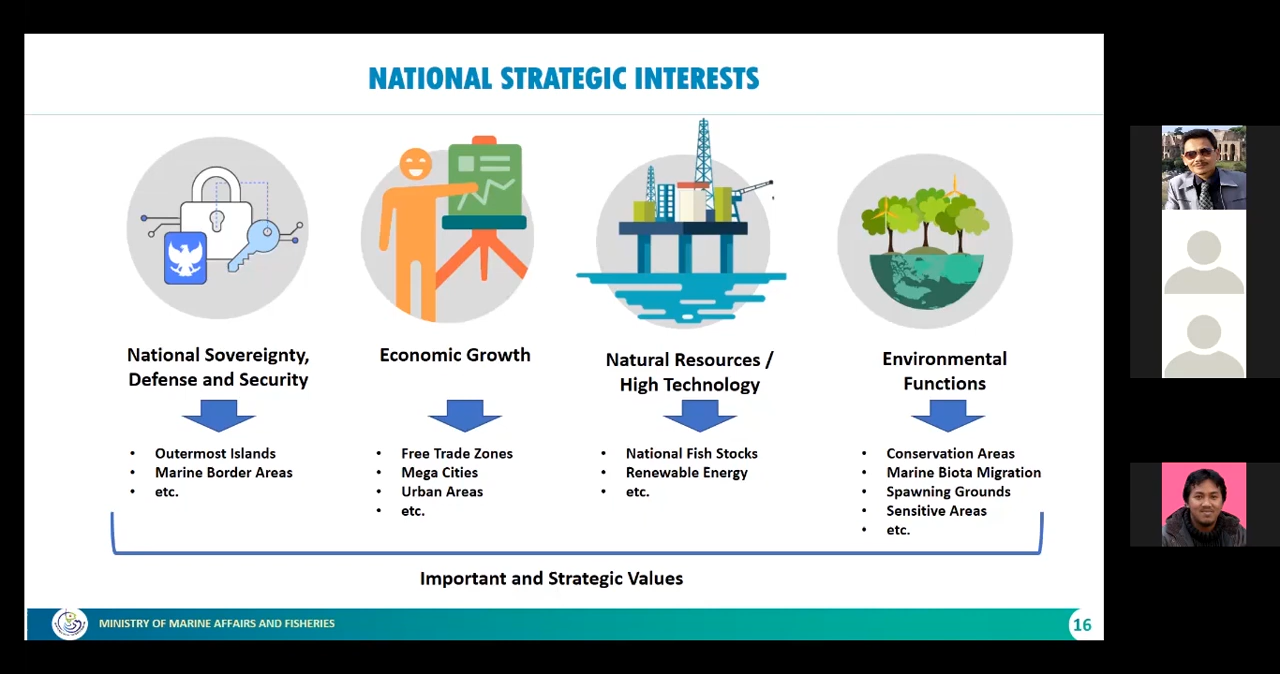 NATIONAL STRATEGIC INTERESTS
National Sovereignty,
Defense and Security
• Outermost Islands
• Marine Border Areas
• etc.
Economic Growth
• Free Trade Zones
• Mega Cities
• Urban Areas
• etc.
Natural Resources /
High Technology
• National Fish Stocks
• Renewable Energy
• etc.
Environmental
Functions
• Conservation Areas
• Marine Biota Migration
• Spawning Grounds
• Sensitive Areas
• etc.
Important and Strategic Values
MINISTRY OF MARINE AFFAIRS AND FISHERIES
16